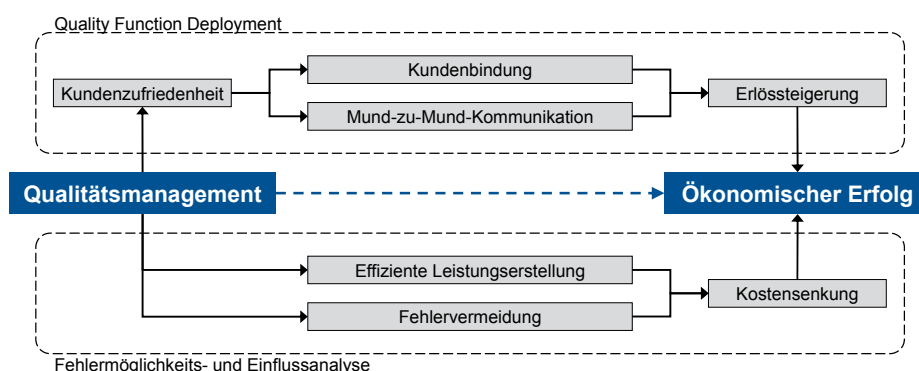 Quality Function Deployment
Kundenbindung
Kundenzufriedenheit
Erlössteigerung
Mund-zu-Mund-Kommunikation
Qualitätsmanagement
Ökonomischer Erfolg
Effiziente Leistungserstellung
Kostensenkung
Fehlervermeidung
Fehlermöglichkeits- und Einflussanalyse